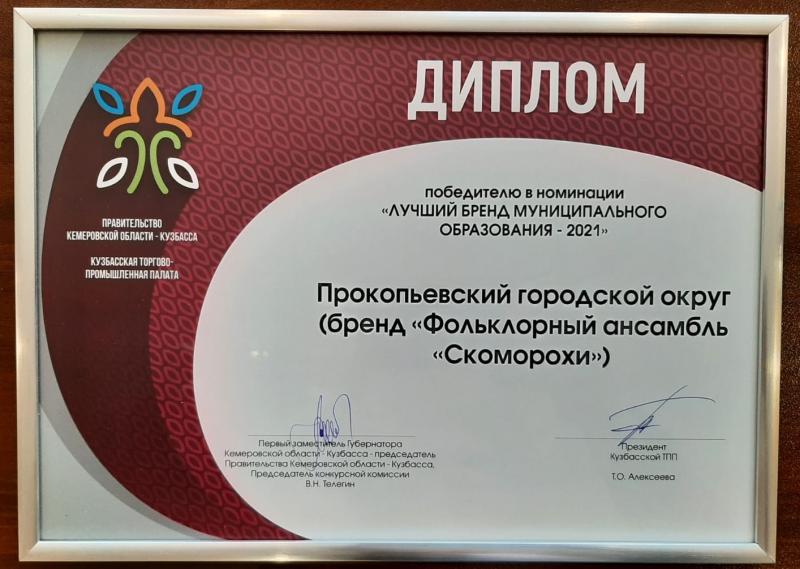 ДИПЛОМ
победителю в номинации
«ЛУЧШИЙ БРЕНД МУНИЦИПАЛЬНОГО
ОБРАЗОВАНИЯ - 2021»
ПРАВИТЕЛЬСТВО
КЕМЕРОВСКОЙ ОБЛАСТИ - КУЗБАССА
КУЗБАССКАЯ ТОРГОВО-
ПРОМЫШЛЕННАЯ ПАЛАТА
Прокопьевский городской округ
(бренд «Фольклорный ансамбль
«Скоморохи»)
Первый заместитель Губернатора
Кемеровской области - Кузбасса - председатель
Правительства Кемеровской области - Кузбасса,
Председатель конкурсной комиссии
В.Н. Телегин
Президент
Кузбасской ТПП
Т.О. Алексеева